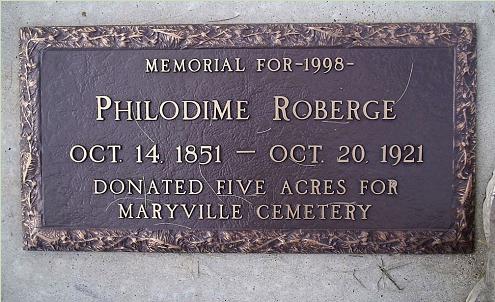 MEMORIAL FOR-1998-
PHILODIME ROBERGE
OCT. 14. 1851 — OCT. 20. 1921
DONATED FIVE ACRES FOR
MARYVILLE CEMETERY